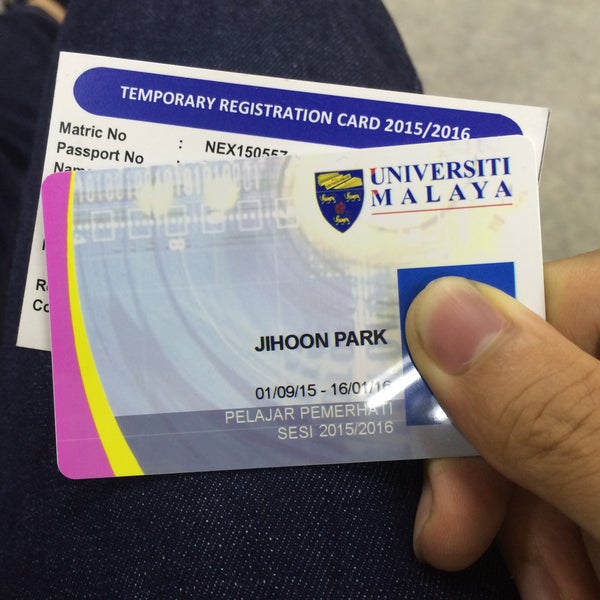 TEMPORARY REGISTRATION CARD 2015/2016
Matric No : NEX150557
Passport No :
UNIVERSITI
MALAYA
JIHOON PARK
01/09/15 - 16/01/16
PELAJAR PEMERHATI
SESI 2015/2016